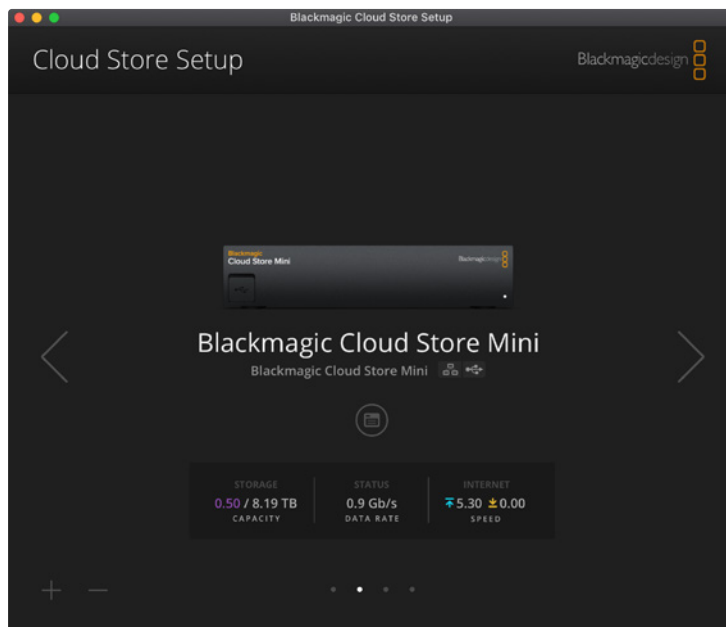 Blackmagic Cloud Store Setup
Cloud Store Setup
Blackmagicdesign
Blackmagic
Cloud Store Mini
Blackmagicdesign
Blackmagic Cloud Store Mini
Blackmagic Cloud Store Mini
STORAGE STATUS INTERNET
0.50 / 8.19 TB 0.9 Gb/s 5.30 0.00
CAPACITY DATA RATE SPEED